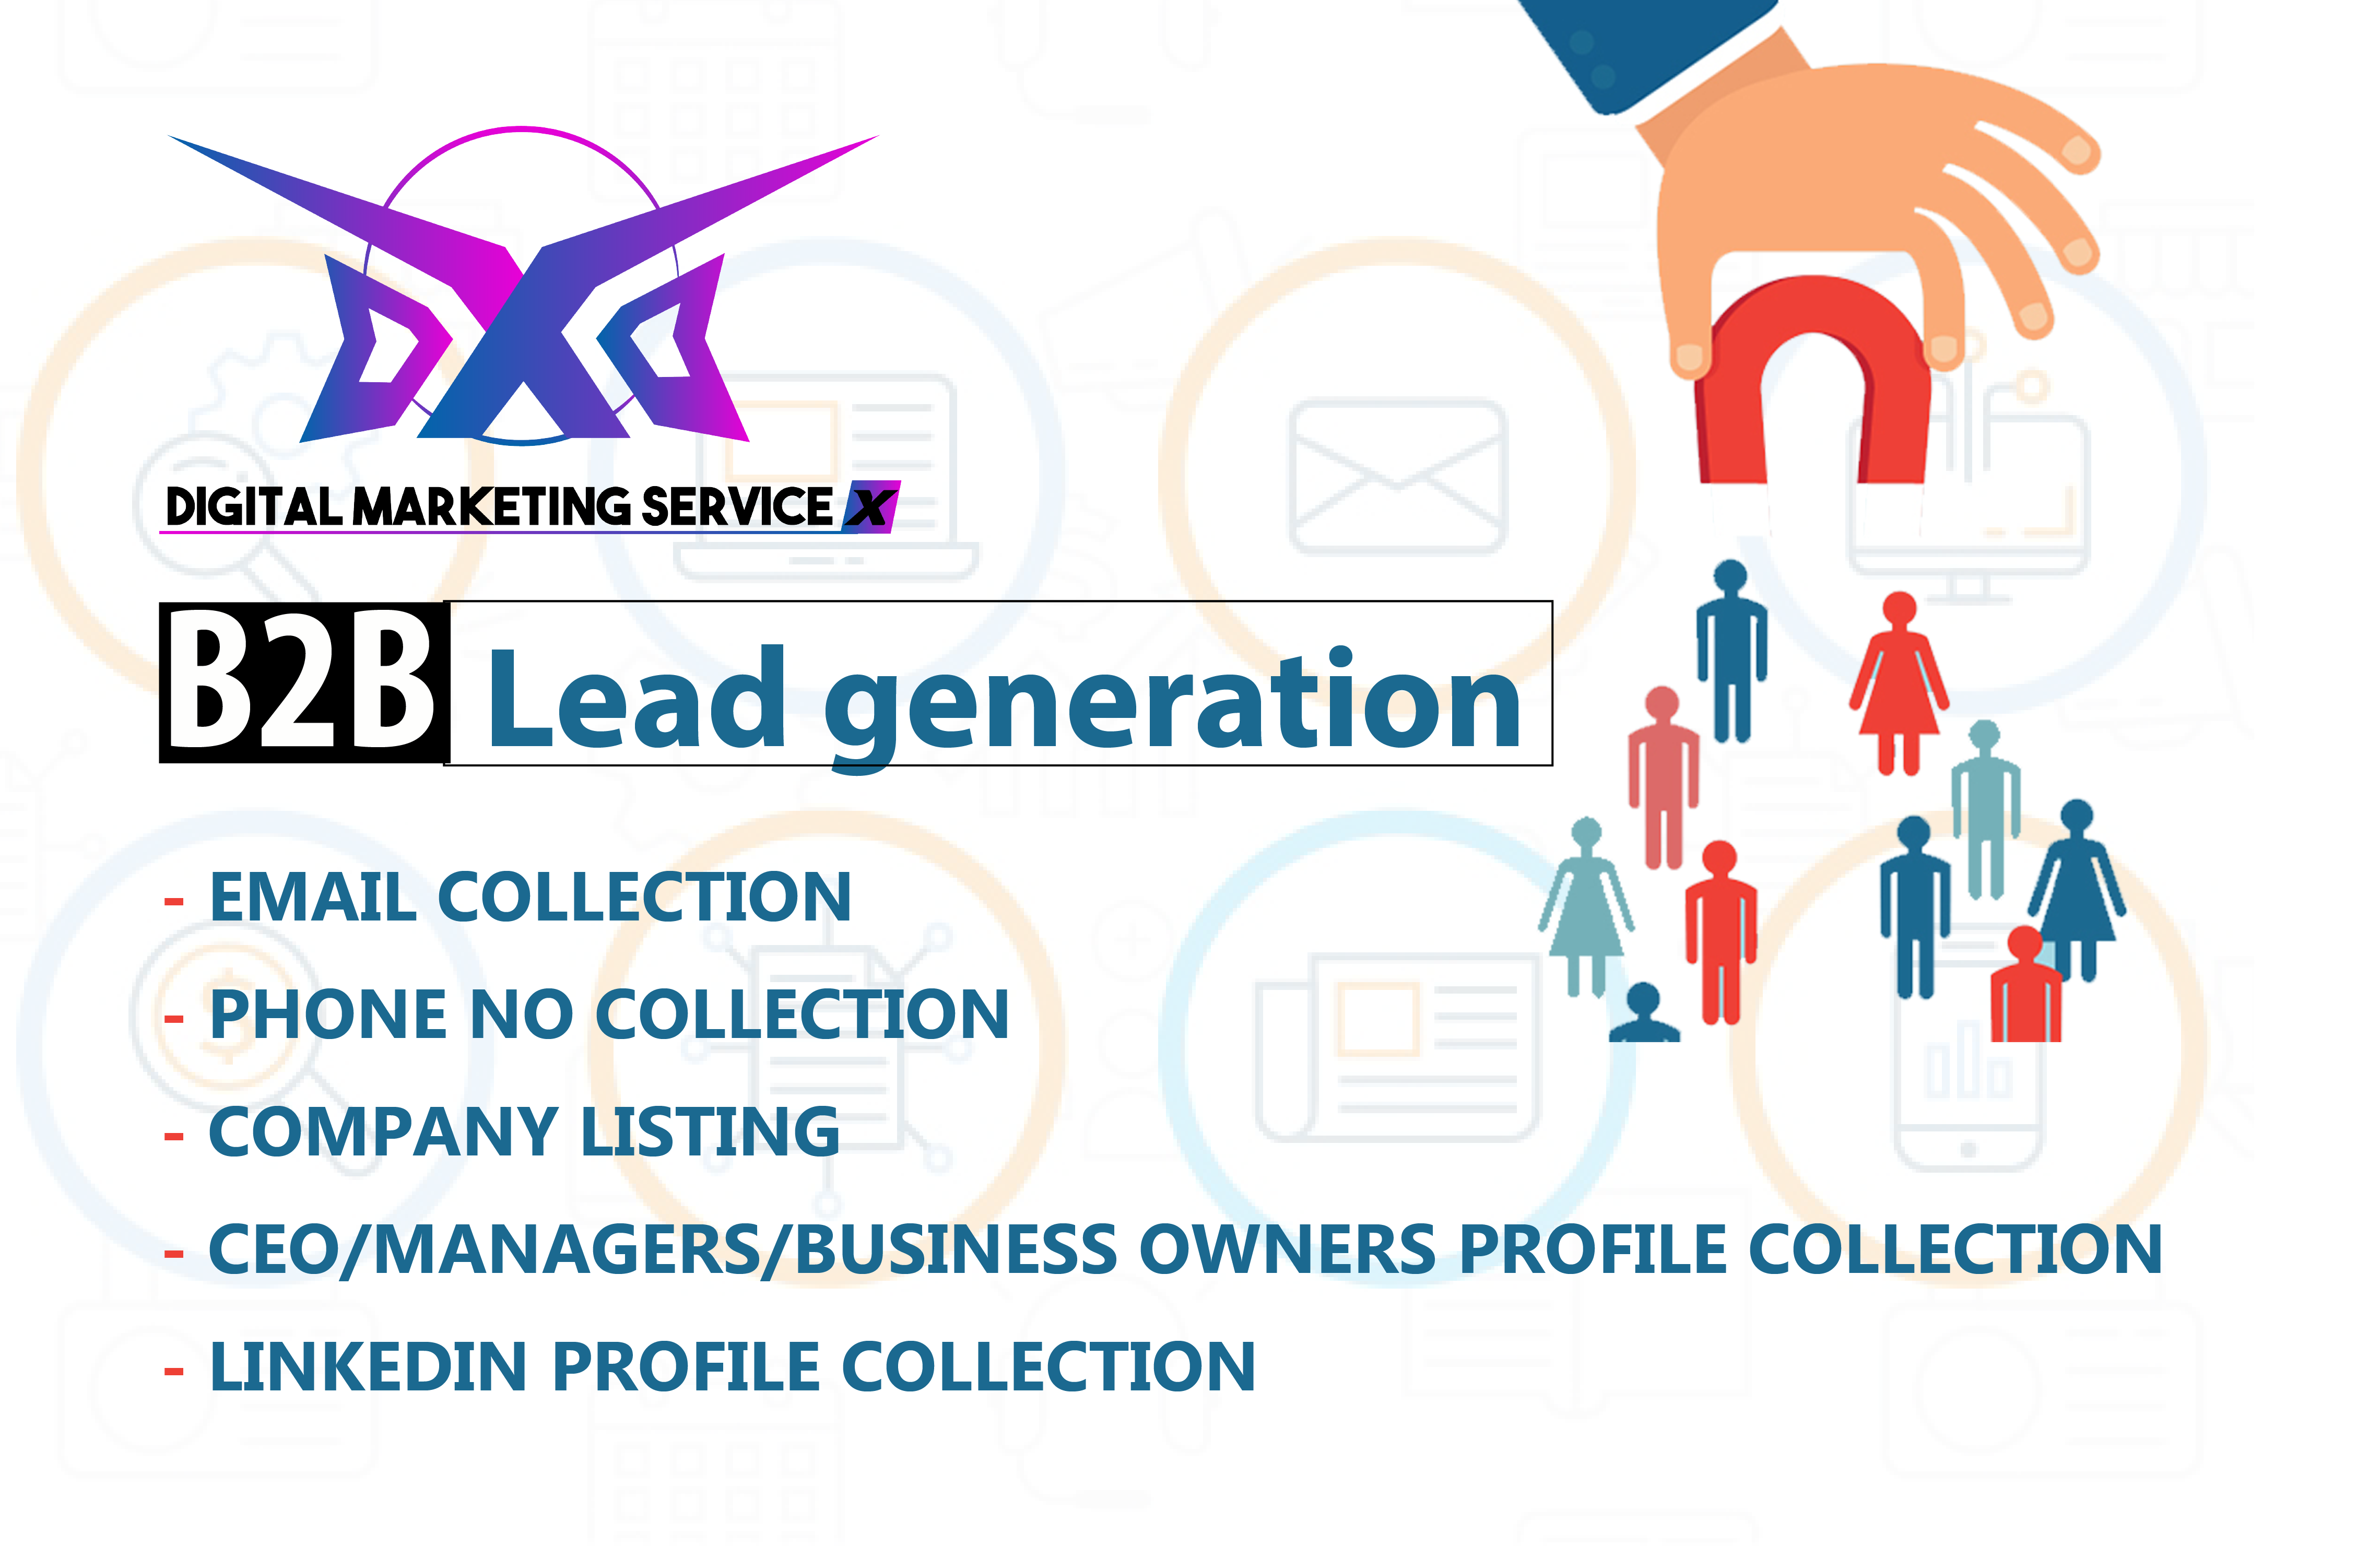 DIGITAL MARKETING SERVICE X
B2B Lead generation
- EMAIL COLLECTION
- PHONE NO COLLECTION
- COMPANY LISTING
- CEO/MANAGERS/BUSINESS OWNERS PROFILE COLLECTION
- LINKEDIN PROFILE COLLECTION